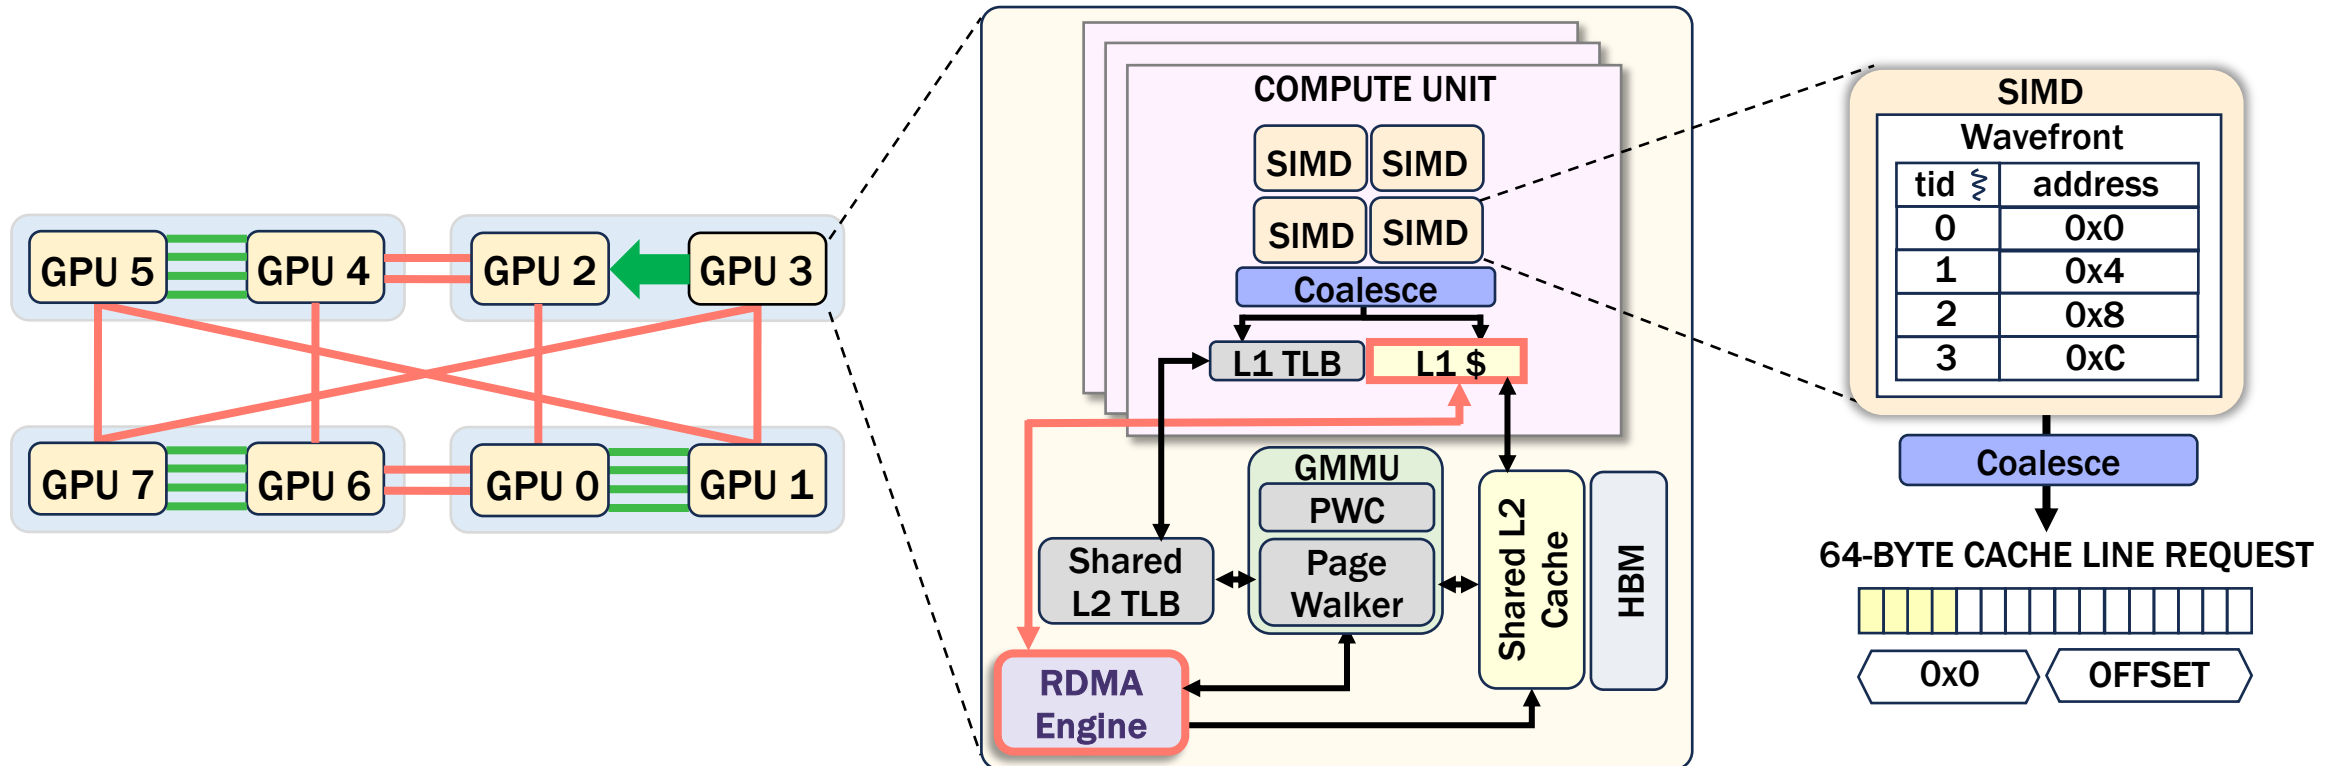 GPU 5
GPU 4
GPU 2
GPU 3
GPU 7
GPU 6
GPU 0
GPU 1
COMPUTE UNIT
SIMD
SIMD
SIMD
SIMD
Coalesce
L1 TLB
L1 $
GMMU
PWC
Page
Walker
Shared
L2 TLB
Shared L2
Cache
HBM
RDMA
Engine
SIMD
Wavefront
tid address
0 0x0
1 0x4
2 0x8
3 0xC
Coalesce
64-BYTE CACHE LINE REQUEST
0x0
OFFSET